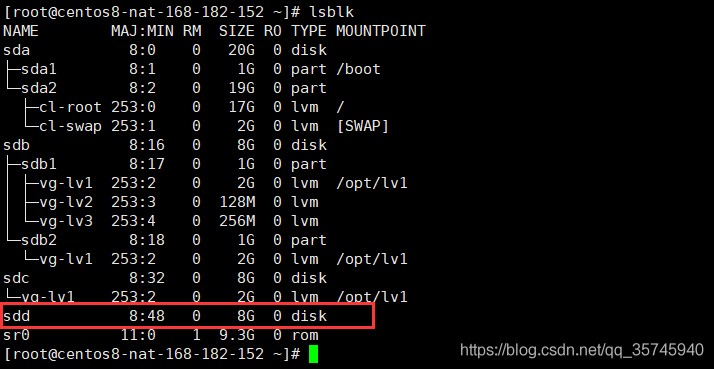 [root@centos8-nat-168-182-152 ~]# lsblk
NAME        MAJ:MIN RM  SIZE RO TYPE MOUNTPOINT
sda           8:0    0   20G  0 disk
├─sda1        8:1    0    1G  0 part /boot
└─sda2        8:2    0   19G  0 part
  ├─cl-root 253:0    0   17G  0 lvm  /
  └─cl-swap 253:1    0    2G  0 lvm  [SWAP]
sdb           8:16   0    8G  0 disk
├─sdb1        8:17   0    1G  0 part
│ ├─vg-lv1  253:2    0    2G  0 lvm  /opt/lv1
│ ├─vg-lv2  253:3    0  128M  0 lvm
│ └─vg-lv3  253:4    0  256M  0 lvm
└─sdb2        8:18   0    1G  0 part
  └─vg-lv1  253:2    0    2G  0 lvm  /opt/lv1
sdc           8:32   0    8G  0 disk
└─vg-lv1    253:2    0    2G  0 lvm  /opt/lv1
sdd           8:48   0    8G  0 disk
sr0          11:0    1  9.3G  0 rom
[root@centos8-nat-168-182-152 ~]#
https://blog.csdn.net/qq_35745940